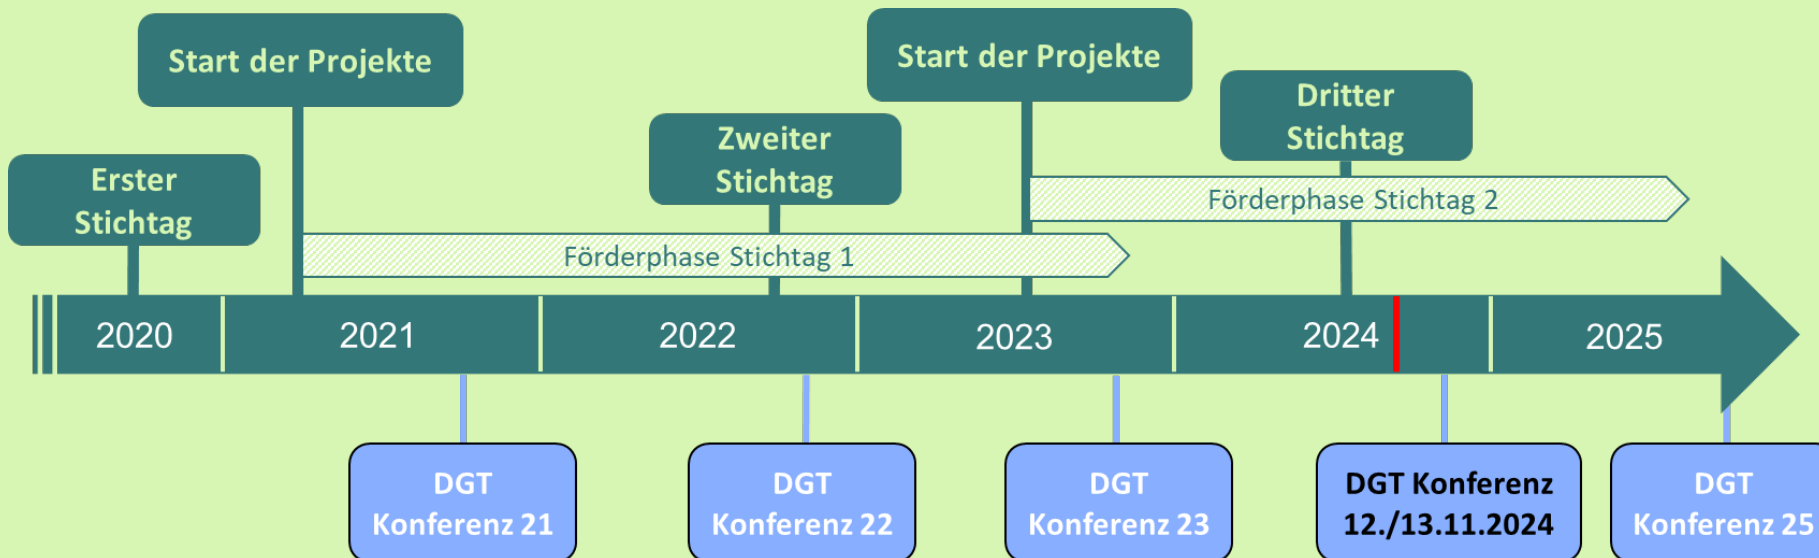 Start der Projekte
Start der Projekte
Dritter
Stichtag
Zweiter
Stichtag
Erster
Stichtag
Förderphase Stichtag 2
Förderphase Stichtag 1
2020
2021
2022
2023
2024
2025
DGT
Konferenz 21
DGT
Konferenz 22
DGT
Konferenz 23
DGT Konferenz
12./13.11.2024
DGT
Konferenz 25